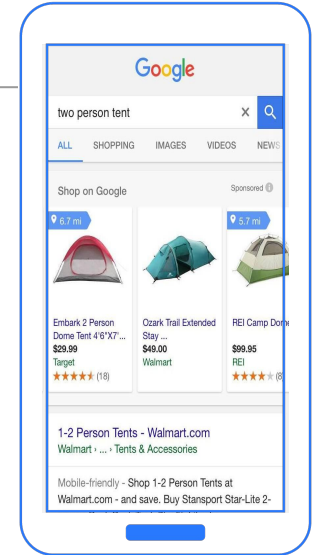 Google
two person tent
ALL SHOPPING IMAGES VIDEOS NEWS
Shop on Google Sponsored
6.7 mi
5.7 mi
Embark 2 Person
Dome Tent 4'6"X7'...
$29.99
Target
(18)
Ozark Trail Extended
Stay ...
$49.00
Walmart
REI Camp Dome
$99.95
REI
(8)
1-2 Person Tents - Walmart.com
Walmart › ... › Tents & Accessories
Mobile-friendly - Shop 1-2 Person Tents at
Walmart.com - and save. Buy Stansport Star-Lite 2-